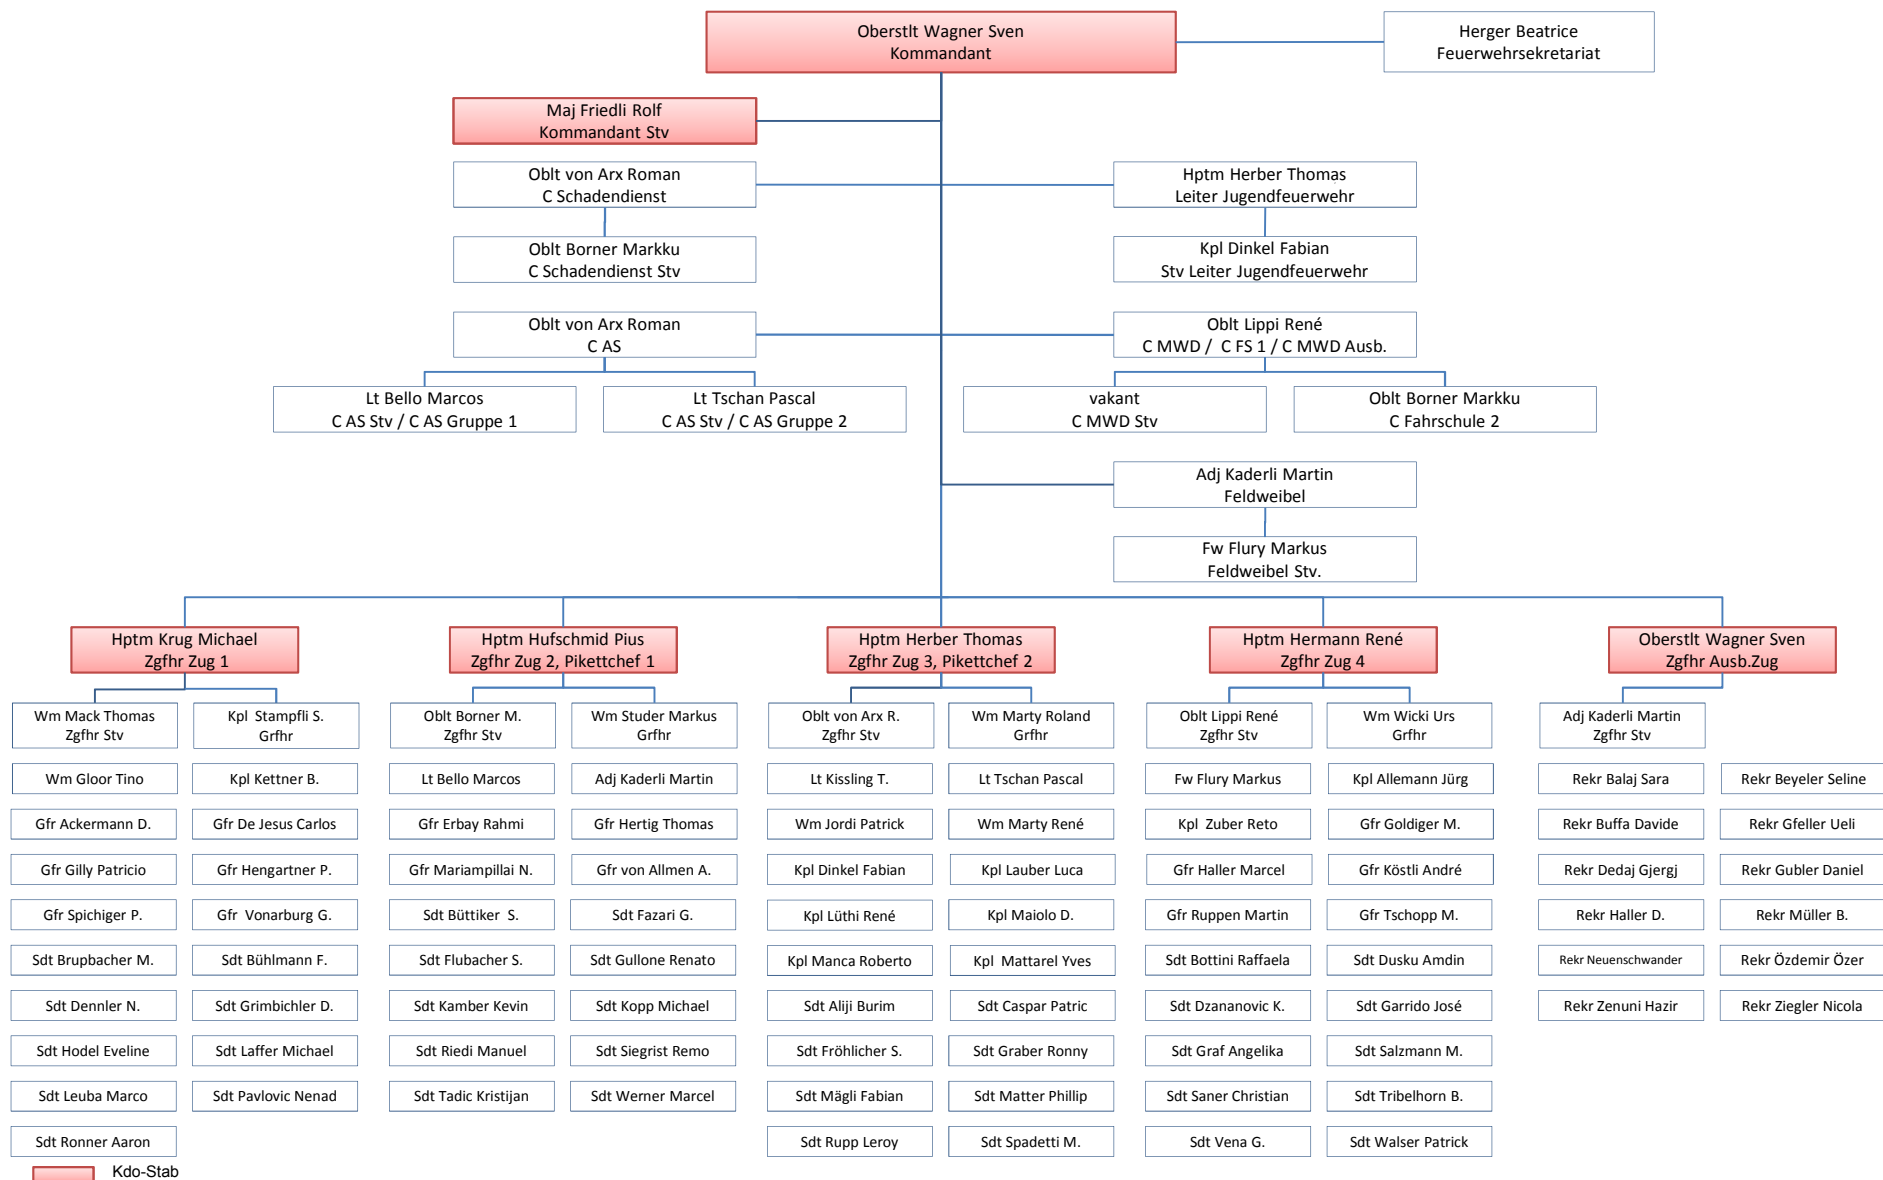 Oberstlt Wagner Sven
Kommandant
Herger Beatrice
Feuerwehrsekretariat
Maj Friedli Rolf
Kommandant Stv
Oblt von Arx Roman
C Schadendienst
Hptm Herber Thomas
Leiter Jugendfeuerwehr
Oblt Borner Markku
C Schadendienst Stv
Kpl Dinkel Fabian
Stv Leiter Jugendfeuerwehr
Oblt von Arx Roman
C AS
Oblt Lippi René
C MWD / C FS 1 / C MWD Ausb.
Lt Bello Marcos
C AS Stv / C AS Gruppe 1
Lt Tschan Pascal
C AS Stv / C AS Gruppe 2
vakant
C MWD Stv
Oblt Borner Markku
C Fahrschule 2
Adj Kaderli Martin
Feldweibel
Fw Flury Markus
Feldweibel Stv.
Hptm Krug Michael
Zgfhr Zug 1
Hptm Hufschmid Pius
Zgfhr Zug 2, Pikettchef 1
Hptm Herber Thomas
Zgfhr Zug 3, Pikettchef 2
Hptm Hermann René
Zgfhr Zug 4
Oberstlt Wagner Sven
Zgfhr Ausb.Zug
Wm Mack Thomas
Zgfhr Stv
Kpl Stampfli S.
Grfhr
Oblt Borner M.
Zgfhr Stv
Wm Studer Markus
Grfhr
Oblt von Arx R.
Zgfhr Stv
Wm Marty Roland
Grfhr
Oblt Lippi René
Zgfhr Stv
Wm Wicki Urs
Grfhr
Adj Kaderli Martin
Zgfhr Stv
Wm Gloor Tino
Kpl Kettner B.
Lt Bello Marcos
Adj Kaderli Martin
Lt Kissling T.
Lt Tschan Pascal
Fw Flury Markus
Kpl Allemann Jürg
Rekr Balaj Sara
Rekr Beyeler Seline
Gfr Ackermann D.
Gfr De Jesus Carlos
Gfr Erbay Rahmi
Gfr Hertig Thomas
Wm Jordi Patrick
Wm Marty René
Kpl Zuber Reto
Gfr Goldiger M.
Rekr Buffa Davide
Rekr Gfeller Ueli
Gfr Gilly Patricio
Gfr Hengartner P.
Gfr Mariampillai N.
Gfr von Allmen A.
Kpl Dinkel Fabian
Kpl Lauber Luca
Gfr Haller Marcel
Gfr Köstli André
Rekr Dedaj Gjergj
Rekr Gubler Daniel
Gfr Spichiger P.
Gfr Vonarburg G.
Sdt Büttiker S.
Sdt Fazari G.
Kpl Lüthi René
Kpl Maiolo D.
Gfr Ruppen Martin
Gfr Tschopp M.
Rekr Haller D.
Rekr Müller B.
Sdt Brupbacher M.
Sdt Bühlmann F.
Sdt Flubacher S.
Sdt Gullone Renato
Kpl Manca Roberto
Kpl Mattarel Yves
Sdt Bottini Raffaela
Sdt Dusku Amdin
Rekr Neuenschwander
Rekr Özdemir Özer
Sdt Dennler N.
Sdt Grimbichler D.
Sdt Kamber Kevin
Sdt Kopp Michael
Sdt Aliji Burim
Sdt Caspar Patric
Sdt Dzananovic K.
Sdt Garrido José
Rekr Zenuni Hazir
Rekr Ziegler Nicola
Sdt Hodel Eveline
Sdt Laffer Michael
Sdt Riedi Manuel
Sdt Siegrist Remo
Sdt Fröhlicher S.
Sdt Graber Ronny
Sdt Graf Angelika
Sdt Salzmann M.
Sdt Leuba Marco
Sdt Pavlovic Nenad
Sdt Tadic Kristijan
Sdt Werner Marcel
Sdt Mägli Fabian
Sdt Matter Phillip
Sdt Saner Christian
Sdt Tribelhorn B.
Sdt Ronner Aaron
Sdt Rupp Leroy
Sdt Spadetti M.
Sdt Vena G.
Sdt Walser Patrick
Kdo-Stab